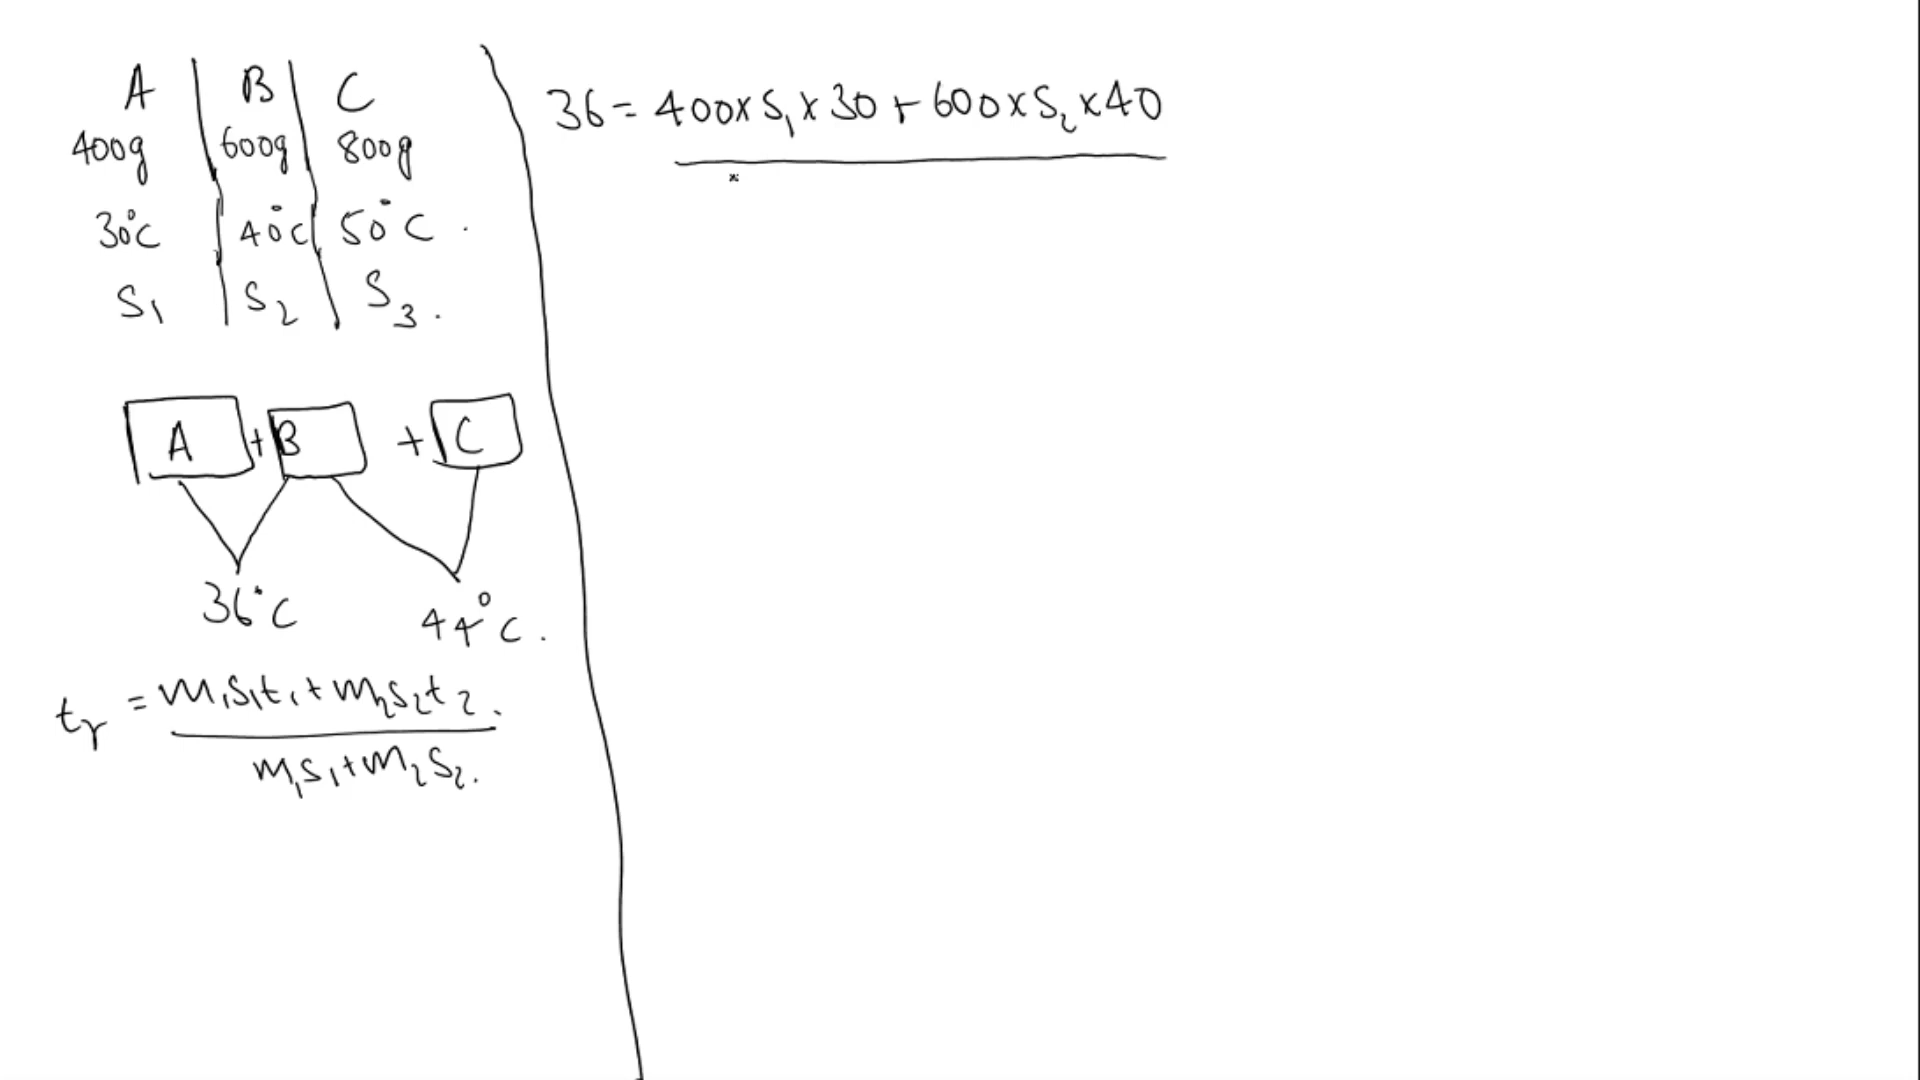 A | B | C
400g | 600g | 800g
30°C | 40°C | 50°C .
S₁ | S₂ | S₃ .
A + B + C
36°C 44°C .
tᵣ = m₁s₁t₁ + m₂s₂t₂ .
m₁s₁ + m₂s₂ .
36 = 400 x S₁ x 30 + 600 x S₂ x 40